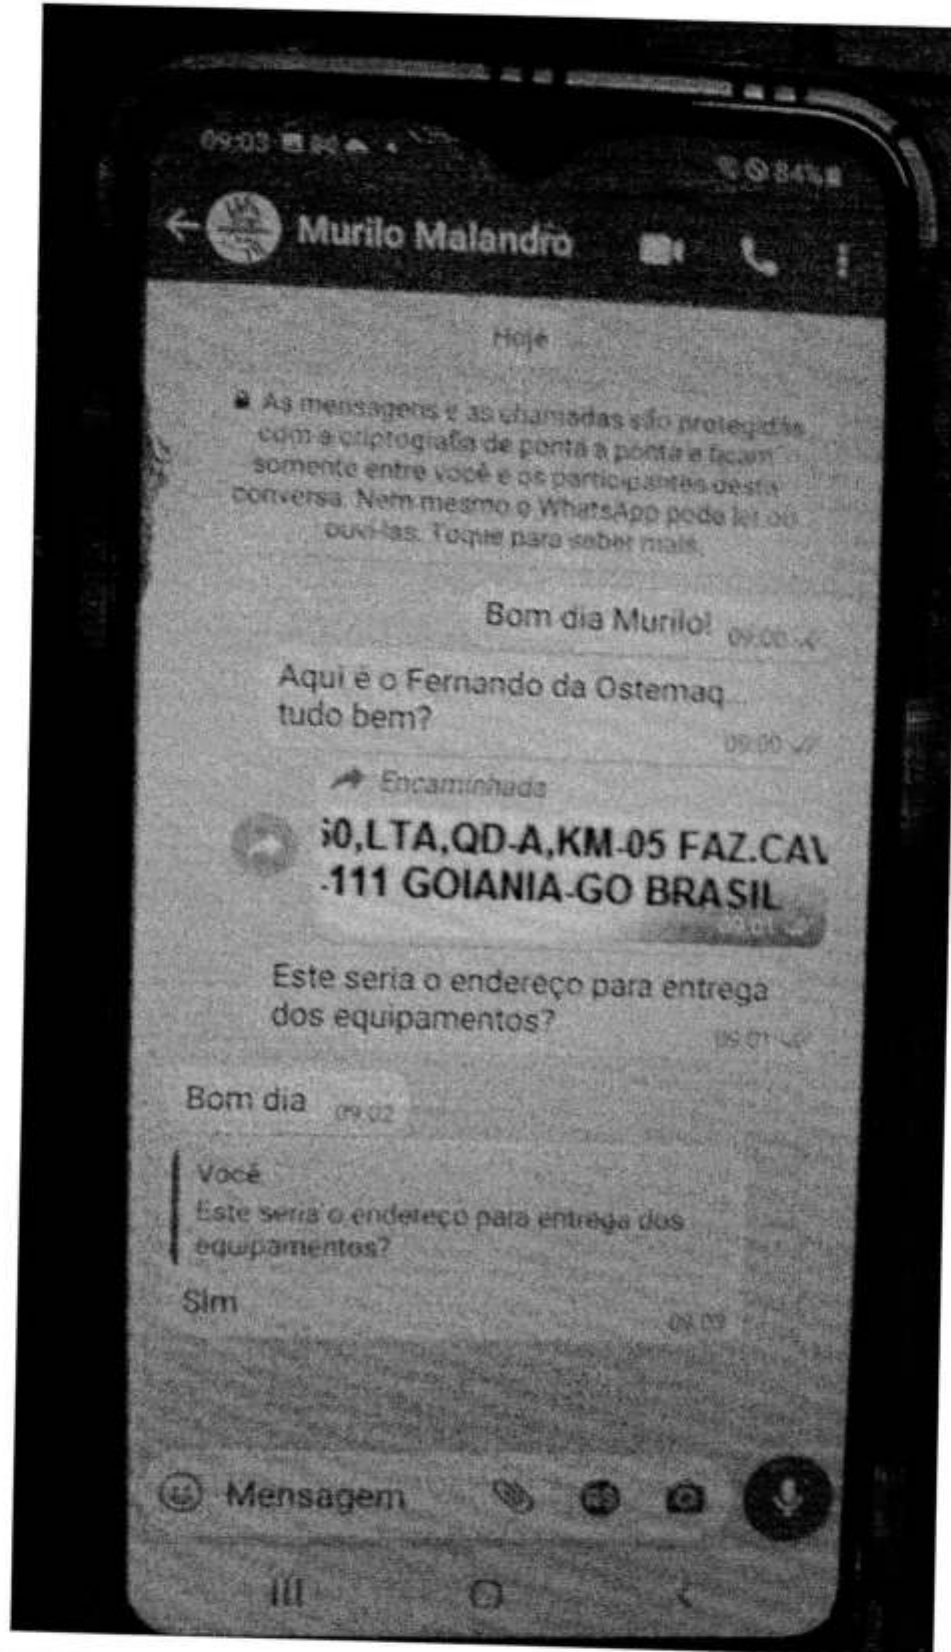 09:03
84%
Murilo Malandro
Hoje
As mensagens e as chamadas são protegidas
com a criptografia de ponta a ponta e ficam
somente entre você e os participantes desta
conversa. Nem mesmo o WhatsApp pode ler ou
ouvi-las. Toque para saber mais.
Bom dia Murilo! 09:00
Aqui é o Fernando da Ostemaq...
tudo bem?
09:00
Encaminhada
50,LTA,QD-A,KM-05 FAZ.CAV
-111 GOIANIA-GO BRASIL
09:01
Este seria o endereço para entrega
dos equipamentos?
09:01
Bom dia 09:02
Você
Este seria o endereço para entrega dos
equipamentos?
Sim
09:03
Mensagem